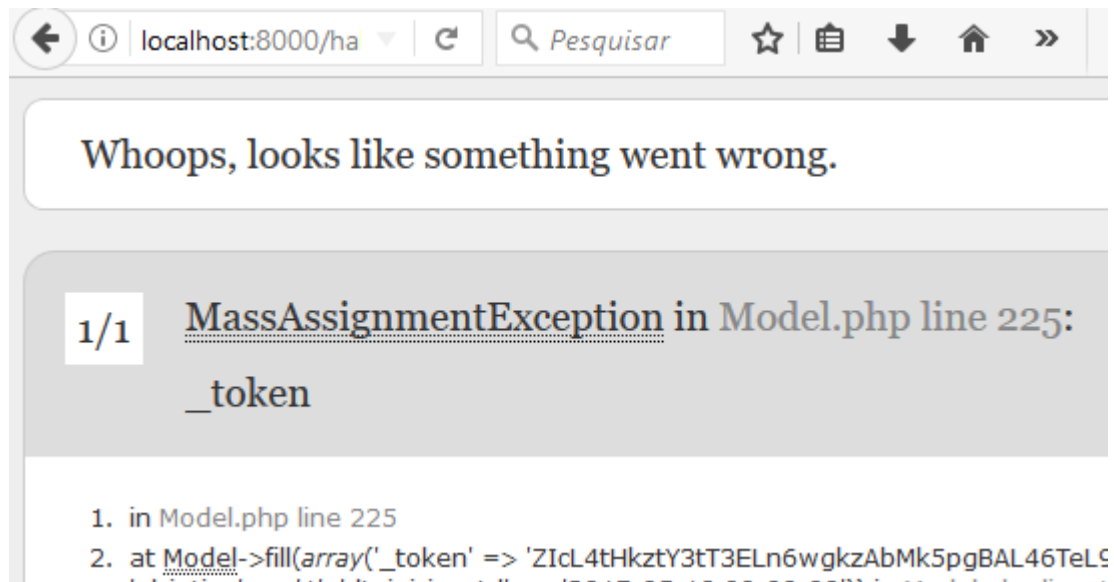 localhost:8000/ha
Pesquisar
Whoops, looks like something went wrong.
1/1
MassAssignmentException in Model.php line 225:
_token
1. in Model.php line 225
2. at Model->fill(array('_token' => 'ZIcL4tHkztY3tT3ELn6wgkzAbMk5pgBAL46TeL9